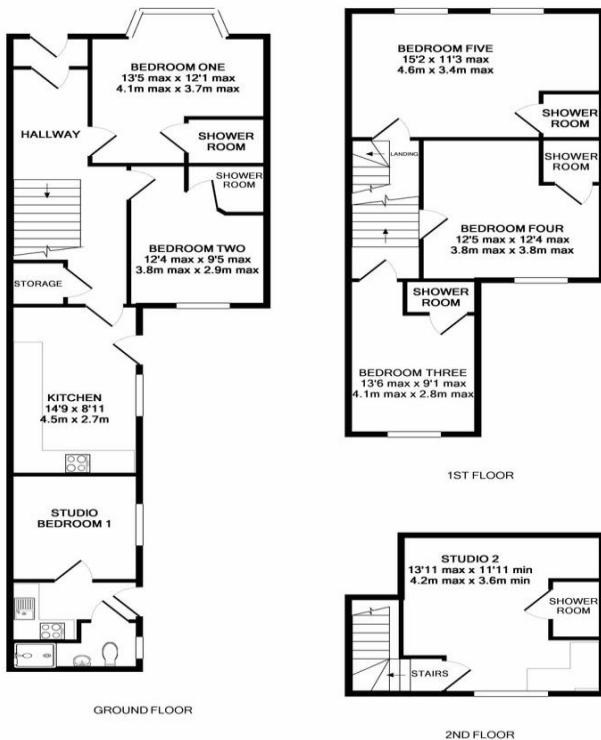 BEDROOM ONE
13'5 max x 12'1 max
4.1m max x 3.7m max
HALLWAY
SHOWER
ROOM
SHOWER
ROOM
BEDROOM TWO
12'4 max x 9'5 max
3.8m max x 2.9m max
STORAGE
KITCHEN
14'9 x 8'11
4.5m x 2.7m
STUDIO
BEDROOM 1
GROUND FLOOR
BEDROOM FIVE
15'2 x 11'3 max
4.6m x 3.4m max
SHOWER
ROOM
LANDING
SHOWER
ROOM
BEDROOM FOUR
12'5 max x 12'4 max
3.8m max x 3.8m max
SHOWER
ROOM
BEDROOM THREE
13'6 max x 9'1 max
4.1m max x 2.8m max
1ST FLOOR
STUDIO 2
13'11 max x 11'11 min
4.2m max x 3.6m min
SHOWER
ROOM
STAIRS
2ND FLOOR